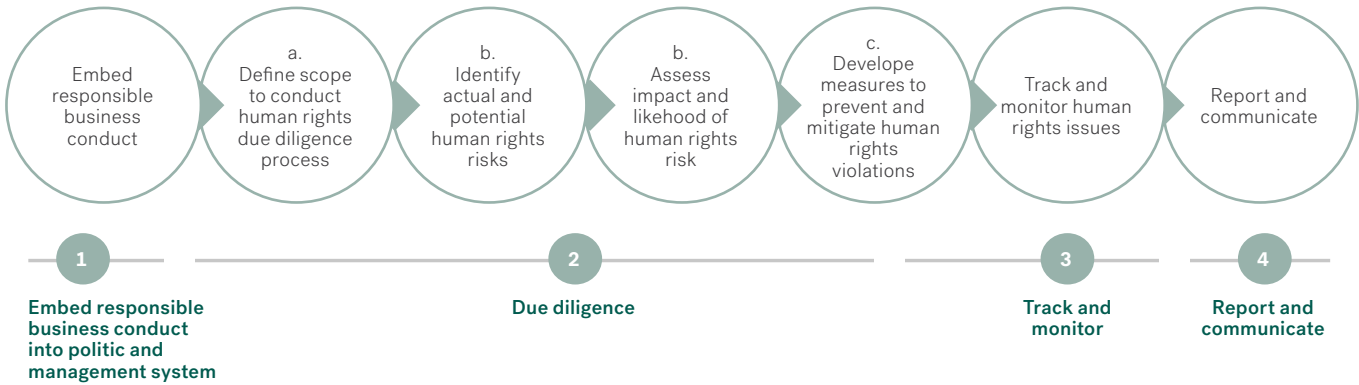 Embed
responsible
business
conduct
a.
Define scope
to conduct
human rights
due diligence
process
b.
Identify
actual and
potential
human rights
risks
b.
Assess
impact and
likehood of
human rights
risk
c.
Develope
measures to
prevent and
mitigate human
rights
violations
Track and
monitor human
rights issues
Report and
communicate
1
Embed responsible
business conduct
into politic and
management system
2
Due diligence
3
Track and
monitor
4
Report and
communicate